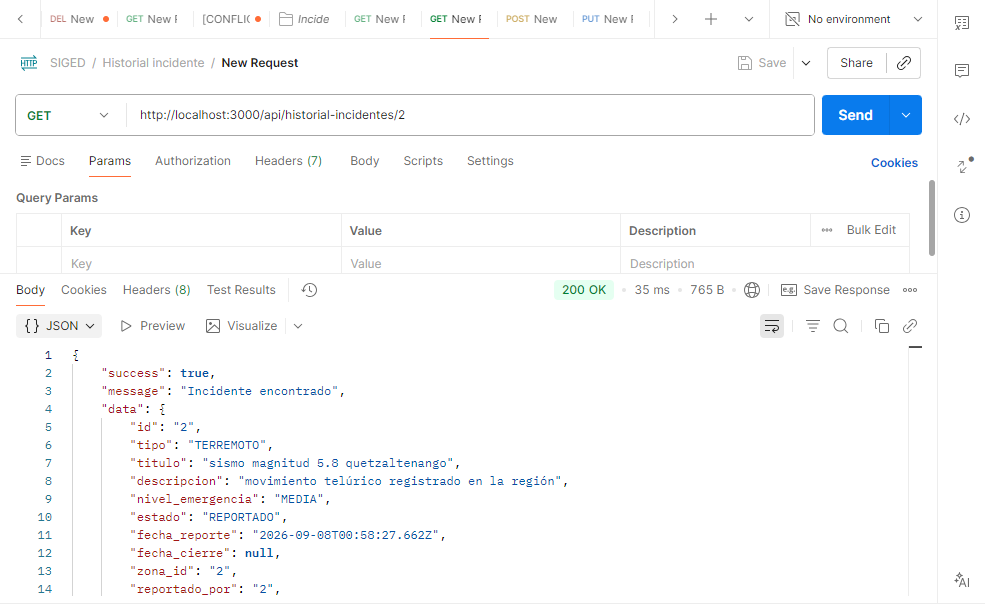 DEL New GET New F [CONFLIC Incide GET New F GET New F POST New PUT New F No environment
SIGED / Historial incidente / New Request Save Share
GET http://localhost:3000/api/historial-incidentes/2 Send
Docs Params Authorization Headers (7) Body Scripts Settings Cookies
Query Params
Key Value Description Bulk Edit
Key Value Description
Body Cookies Headers (8) Test Results 200 OK 35 ms 765 B e.g. Save Response
{} JSON Preview Visualize
1 {
2 "success": true,
3 "message": "Incidente encontrado",
4 "data": {
5 "id": "2",
6 "tipo": "TERREMOTO",
7 "titulo": "sismo magnitud 5.8 quetzaltenango",
8 "descripcion": "movimiento telúrico registrado en la región",
9 "nivel_emergencia": "MEDIA",
10 "estado": "REPORTADO",
11 "fecha_reporte": "2026-09-08T00:58:27.662Z",
12 "fecha_cierre": null,
13 "zona_id": "2",
14 "reportado_por": "2",
AI